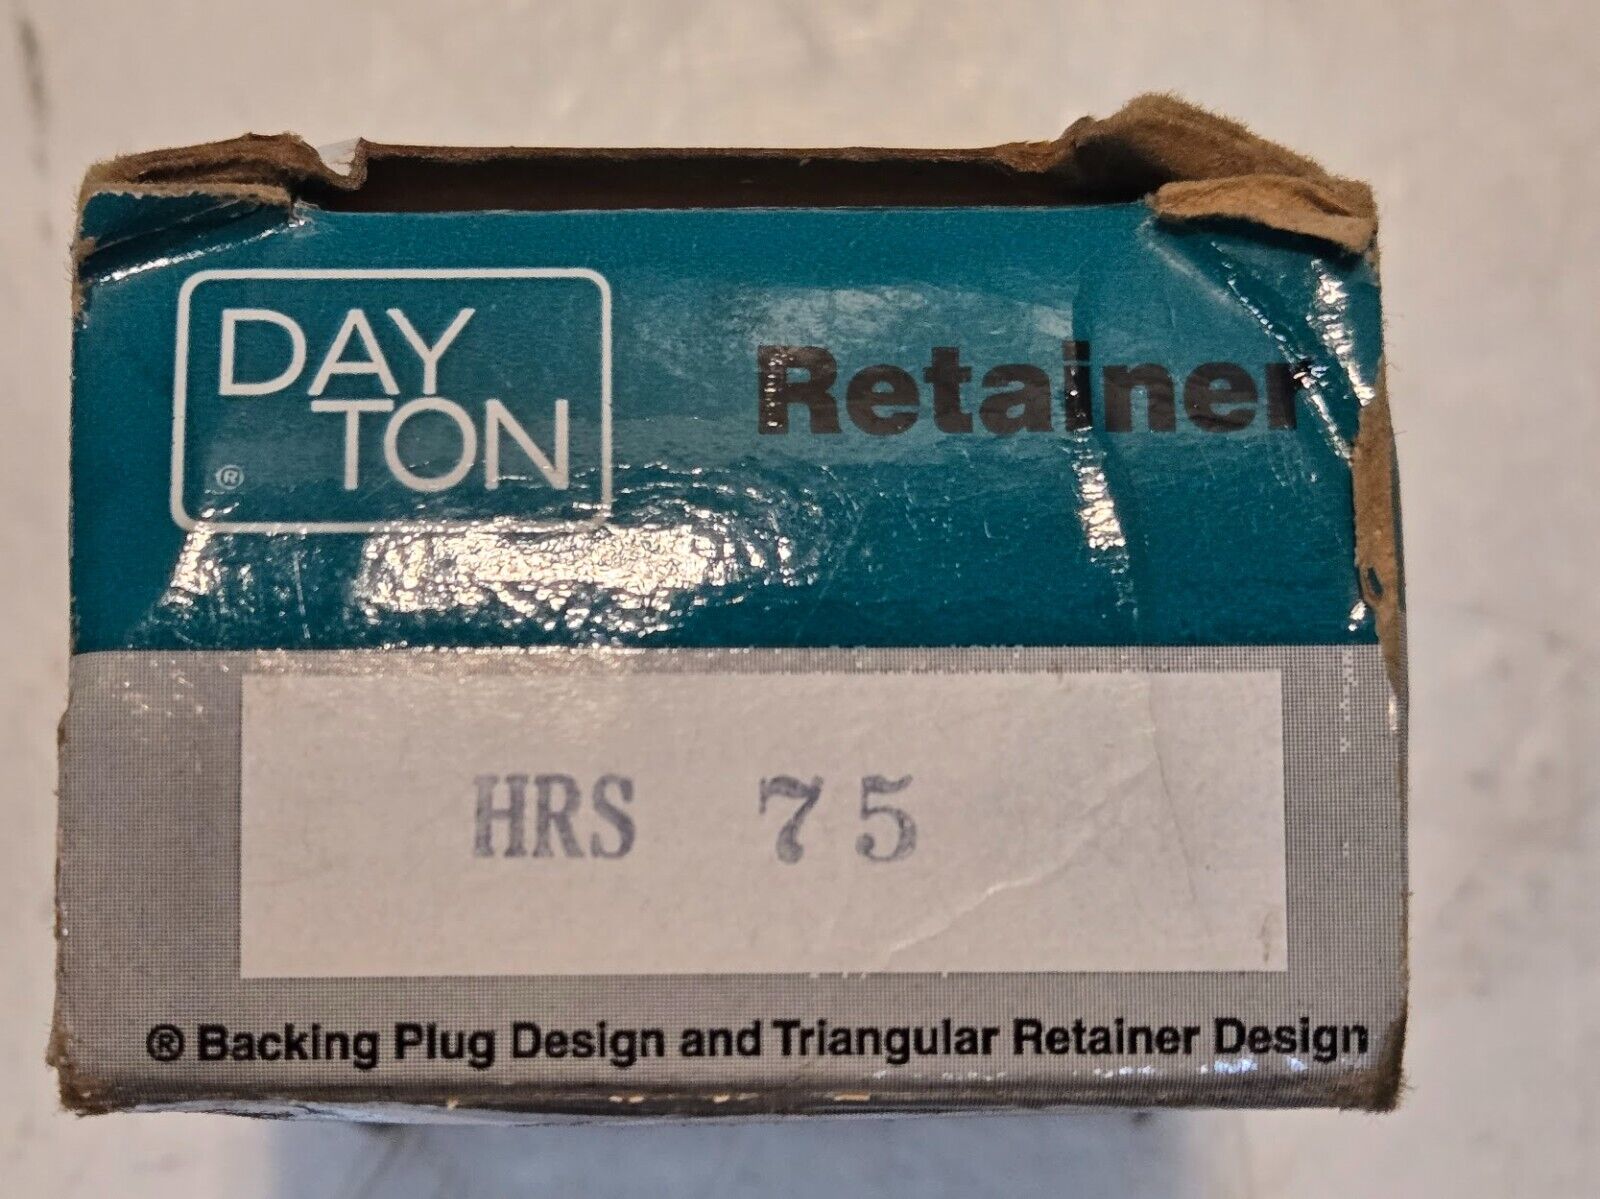 DAY
TON
®
Retainer
HRS 75
® Backing Plug Design and Triangular Retainer Design